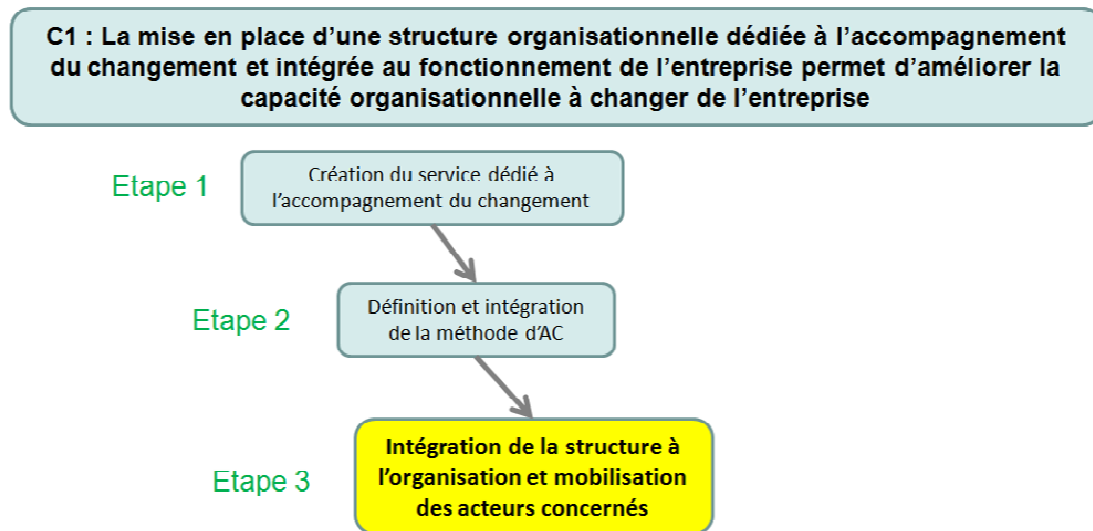 C1 : La mise en place d’une structure organisationnelle dédiée à l’accompagnement
du changement et intégrée au fonctionnement de l’entreprise permet d’améliorer la
capacité organisationnelle à changer de l’entreprise
Etape 1
Création du service dédié à
l’accompagnement du changement
Etape 2
Définition et intégration
de la méthode d’AC
Etape 3
Intégration de la structure à
l’organisation et mobilisation
des acteurs concernés